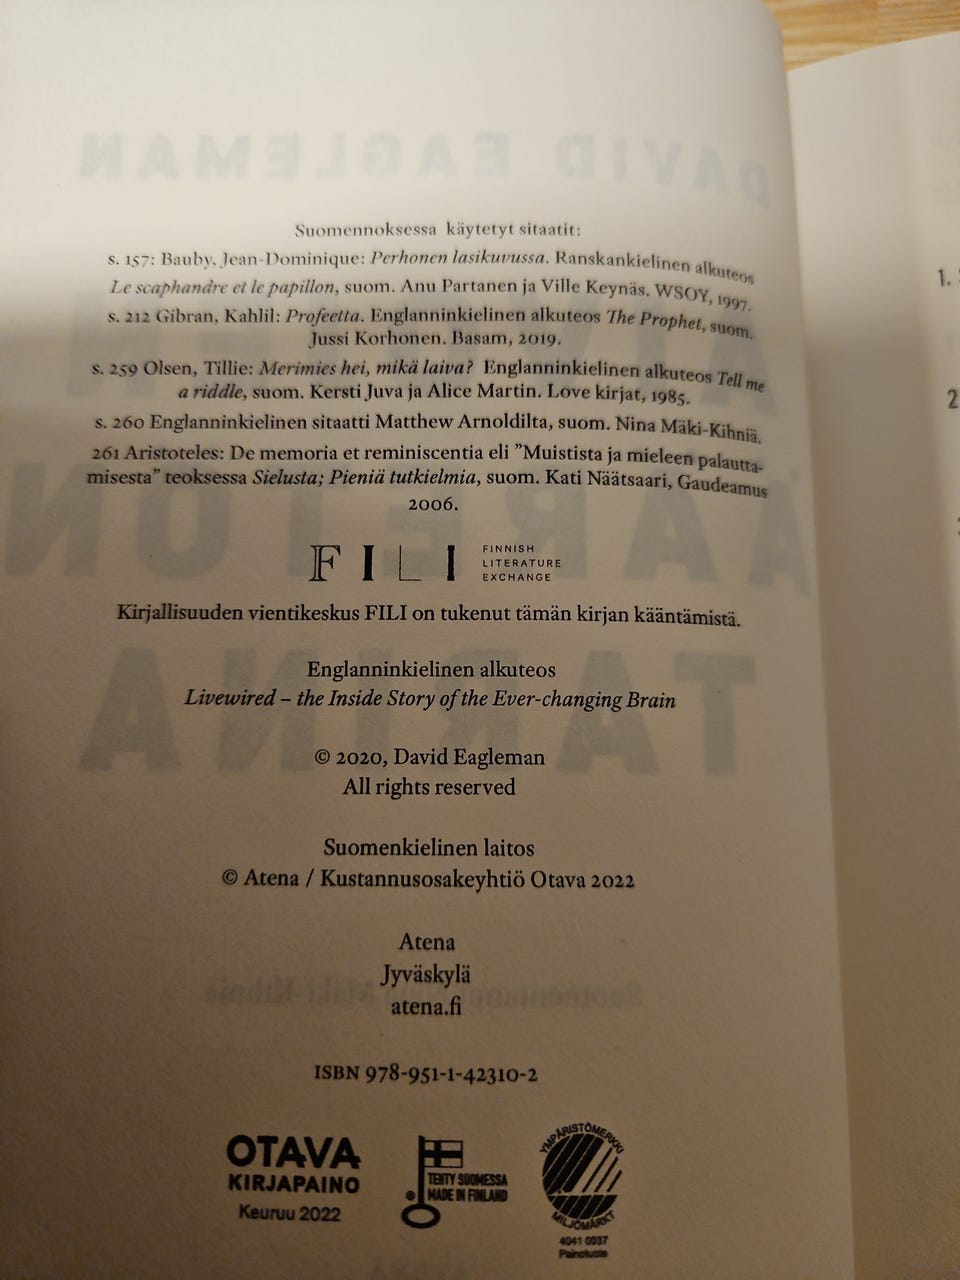 Suomennoksessa käytetyt sitaatit:
s. 157: Bauby, Jean-Dominique: Perhonen lasikuvussa. Ranskankielinen alkuteos
Le scaphandre et le papillon, suom. Anu Partanen ja Ville Keynäs. WSOY, 1997.
s. 212 Gibran, Kahlil: Profeetta. Englanninkielinen alkuteos The Prophet, suom.
Jussi Korhonen. Basam, 2019.
s. 259 Olsen, Tillie: Merimies hei, mikä laiva? Englanninkielinen alkuteos Tell me
a riddle, suom. Kersti Juva ja Alice Martin. Love kirjat, 1985.
s. 260 Englanninkielinen sitaatti Matthew Arnoldilta, suom. Nina Mäki-Kihniä.
261 Aristoteles: De memoria et reminiscentia eli ”Muistista ja mieleen palautta-
misesta” teoksessa Sielusta; Pieniä tutkielmia, suom. Kati Näätsaari, Gaudeamus
2006.
FILI
FINNISH
LITERATURE
EXCHANGE
Kirjallisuuden vientikeskus FILI on tukenut tämän kirjan kääntämistä.
Englanninkielinen alkuteos
Livewired – the Inside Story of the Ever-changing Brain
© 2020, David Eagleman
All rights reserved
Suomenkielinen laitos
© Atena / Kustannusosakeyhtiö Otava 2022
Atena
Jyväskylä
atena.fi
ISBN 978-951-1-42310-2
OTAVA
KIRJAPAINO
Keuruu 2022
TEHTY SUOMESSA
MADE IN FINLAND
YMPÄRISTÖMERKKI
MILJÖMÄRKT
4041 0037
Painotuote
1.
2